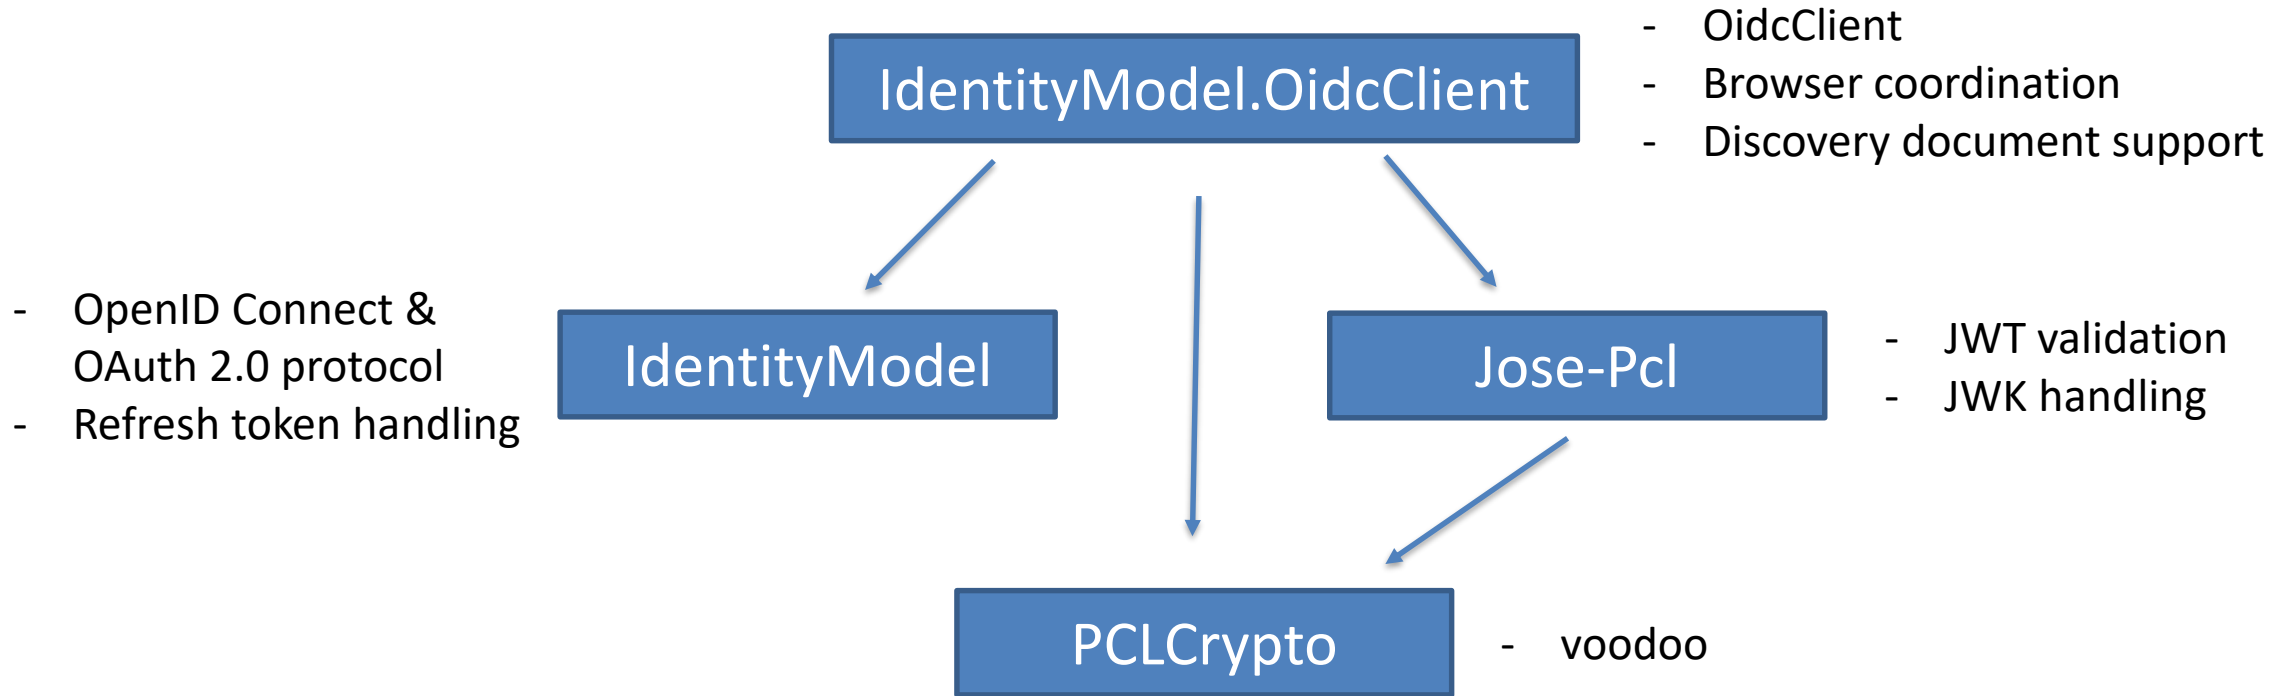 IdentityModel.OidcClient
- OidcClient
- Browser coordination
- Discovery document support
- OpenID Connect &
OAuth 2.0 protocol
- Refresh token handling
IdentityModel
Jose-Pcl
- JWT validation
- JWK handling
PCLCrypto
- voodoo